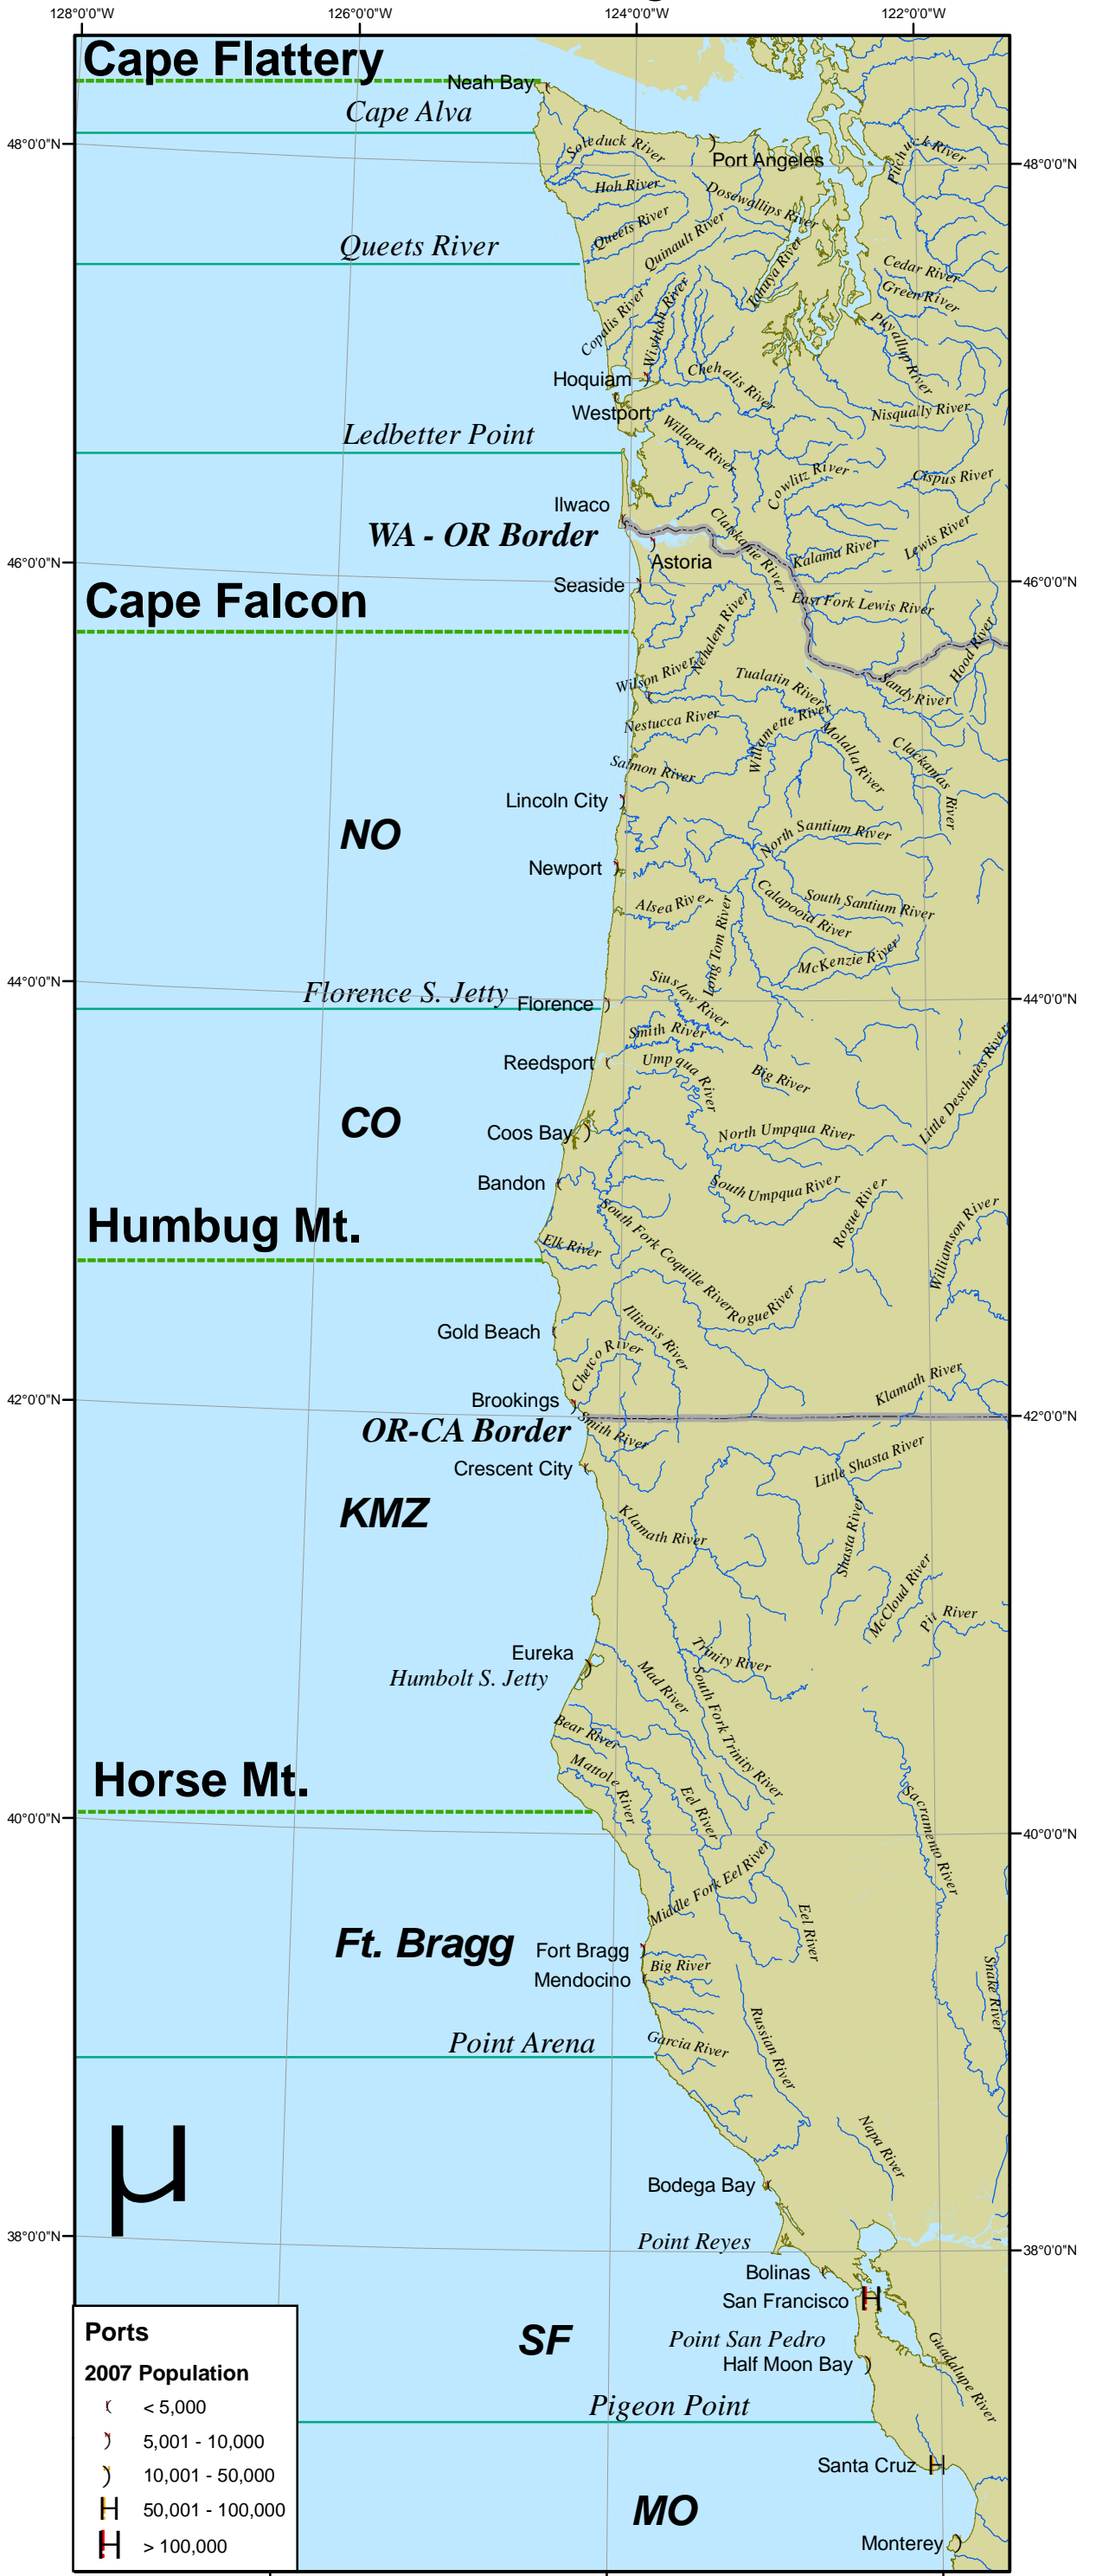 128°0'0"W
126°0'0"W
124°0'0"W
122°0'0"W
Cape Flattery
Neah Bay
Cape Alva
48°0'0"N
Soleduck River
Port Angeles
Pilchuck River
48°0'0"N
Hoh River
Dosewallips River
Queets River
Quinault River
Queets River
Tahuya River
Cedar River
Green River
Copalis River
Wishkah River
Puyallup River
Hoquiam
Chehalis River
Westport
Nisqually River
Ledbetter Point
Willapa River
Cowlitz River
Cispus River
Ilwaco
WA - OR Border
Clatskanie River
Lewis River
Kalama River
Astoria
46°0'0"N
Seaside
46°0'0"N
Cape Falcon
East Fork Lewis River
Nehalem River
Hood River
Wilson River
Tualatin River
Sandy River
Nestucca River
Willamette River
Molalla River
Clackamas River
Salmon River
Lincoln City
NO
North Santium River
Newport
Alsea River
Calapooia River
South Santium River
Long Tom River
McKenzie River
44°0'0"N
Florence S. Jetty
Florence
Siuslaw River
44°0'0"N
Smith River
Reedsport
Umpqua River
Big River
Little Deschutes River
CO
Coos Bay
North Umpqua River
Bandon
South Umpqua River
Humbug Mt.
South Fork Coquille River
Rogue River
Williamson River
Elk River
Gold Beach
Illinois River
Rogue River
Chetco River
42°0'0"N
Brookings
Klamath River
42°0'0"N
OR-CA Border
Smith River
Crescent City
Little Shasta River
KMZ
Klamath River
Shasta River
McCloud River
Pit River
Eureka
Humbolt S. Jetty
Trinity River
Mad River
South Fork Trinity River
Bear River
Horse Mt.
Mattole River
Eel River
40°0'0"N
Sacramento River
40°0'0"N
Middle Fork Eel River
Eel River
Ft. Bragg
Fort Bragg
Big River
Mendocino
Snake River
Point Arena
Garcia River
Russian River
µ
Napa River
Bodega Bay
38°0'0"N
Point Reyes
38°0'0"N
Bolinas
San Francisco
H
SF
Point San Pedro
Half Moon Bay
Guadalupe River
Pigeon Point
Santa Cruz
H
MO
Monterey
Ports
2007 Population
< 5,000
5,001 - 10,000
10,001 - 50,000
H 50,001 - 100,000
H > 100,000